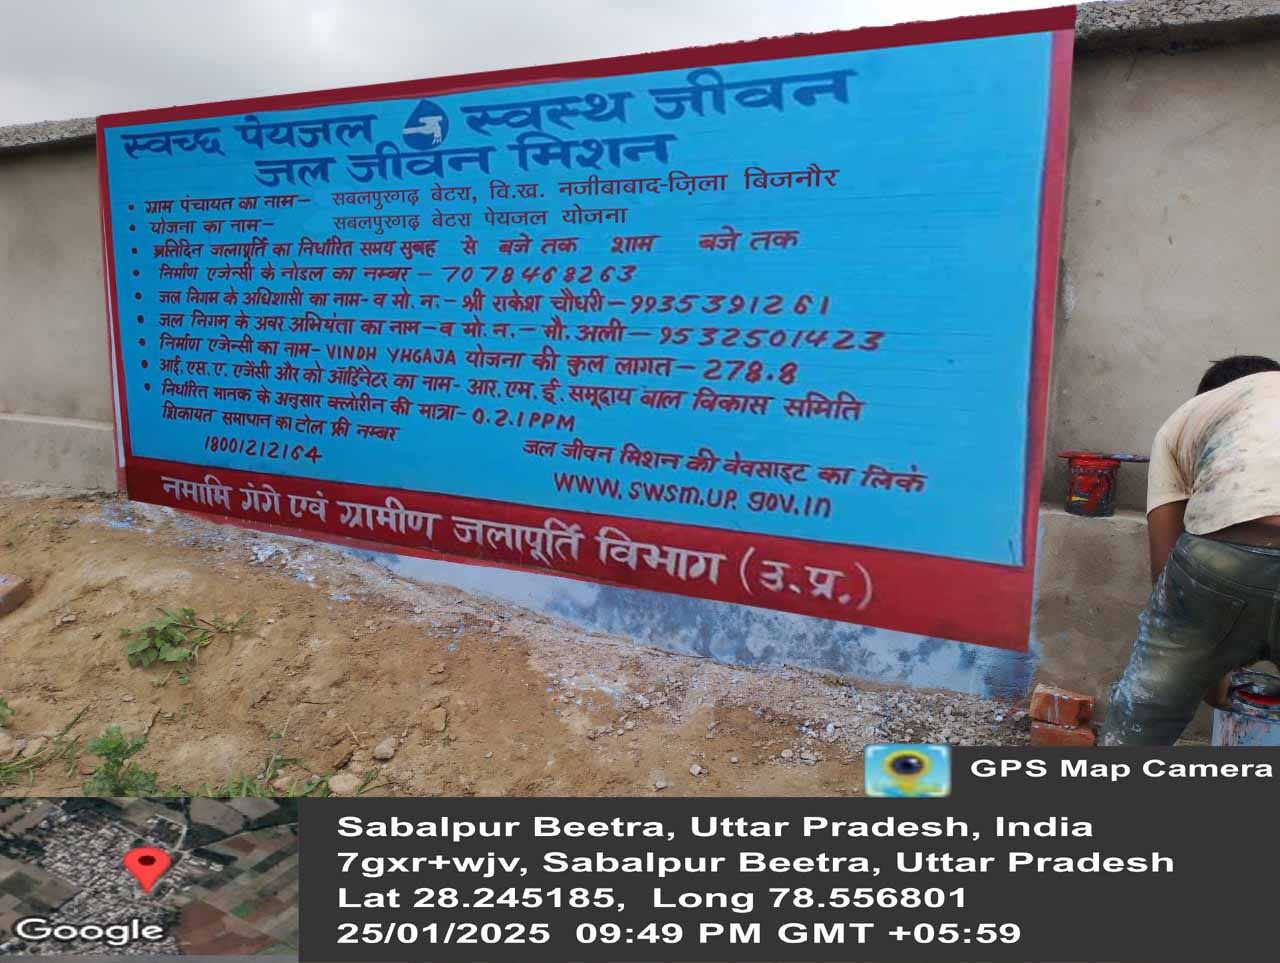 स्वच्छ पेयजल स्वस्थ जीवन
जल जीवन मिशन
• ग्राम पंचायत का नाम- सबलपुरगढ़ बेटरा, वि.ख. नजीबाबाद-ज़िला बिजनौर
• योजना का नाम- सबलपुरगढ़ बेटरा पेयजल योजना
• प्रतिदिन जलापूर्ति का निर्धारित समय सुबह से बजे तक शाम बजे तक
• निर्माण एजेन्सी के नोडल का नम्बर - 7078468263
• जल निगम के अधिशासी का नाम- व मो. न.- श्री राकेश चौधरी-9935391261
• जल निगम के अवर अभियंता का नाम-व मो. न.- मौ. अली-9532501423
• निर्माण एजेन्सी का नाम- VINDH YHGAJA योजना की कुल लागत-278.8
• आई. एस. ए. एजेंसी और को ऑर्डिनेटर का नाम- आर. एम. ई. समूदाय बाल विकास समिति
• निर्धारित मानक के अनुसार क्लोरीन की मात्रा- 0.2.1 PPM
शिकायत समाधान का टोल फ्री नम्बर
18001212164
जल जीवन मिशन की वेवसाइट का लिकं
WWW.SWSM.UP.gov.in
नमामि गंगे एवं ग्रामीण जलापूर्ति विभाग (उ.प्र.)
GPS Map Camera
Sabalpur Beetra, Uttar Pradesh, India
7gxr+wjv, Sabalpur Beetra, Uttar Pradesh
Lat 28.245185, Long 78.556801
25/01/2025 09:49 PM GMT +05:59
Google